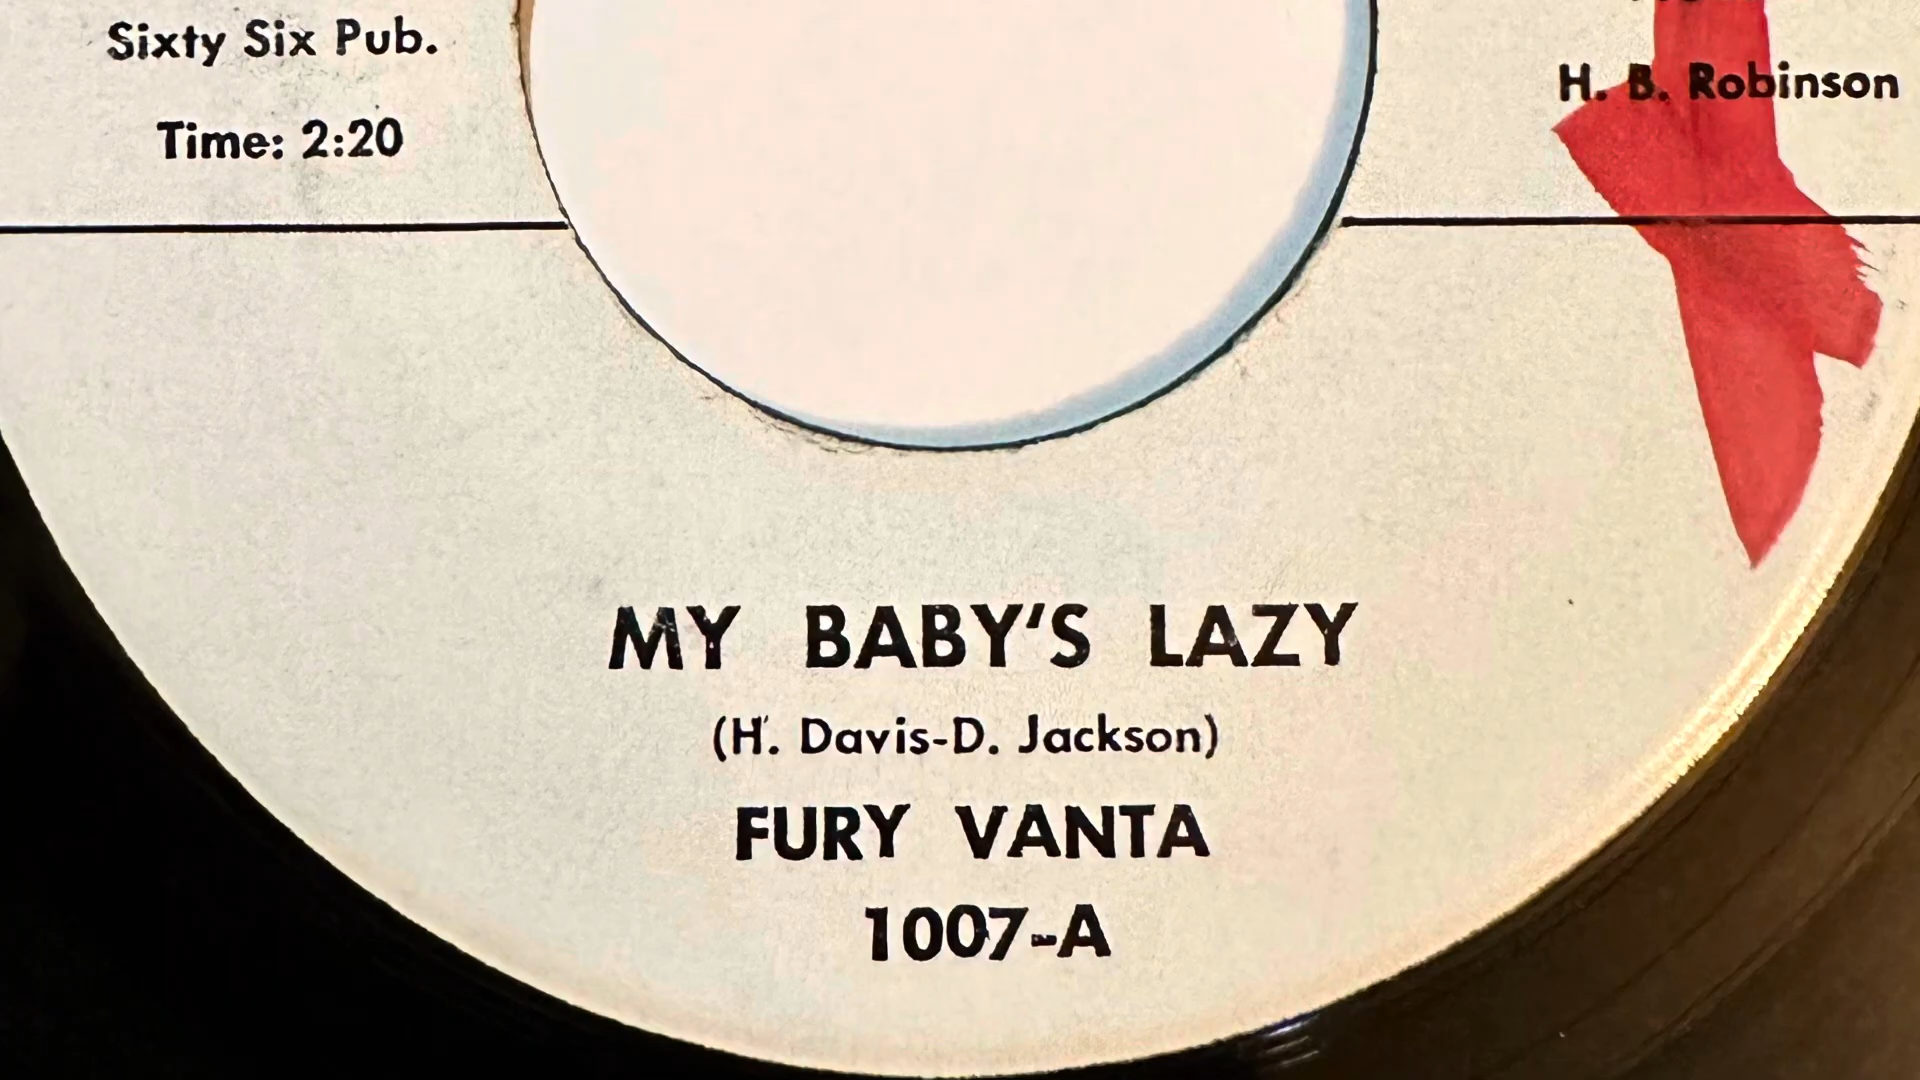 Sixty Six Pub.
Time: 2:20
H. B. Robinson
MY BABY'S LAZY
(H. Davis-D. Jackson)
FURY VANTA
1007-A